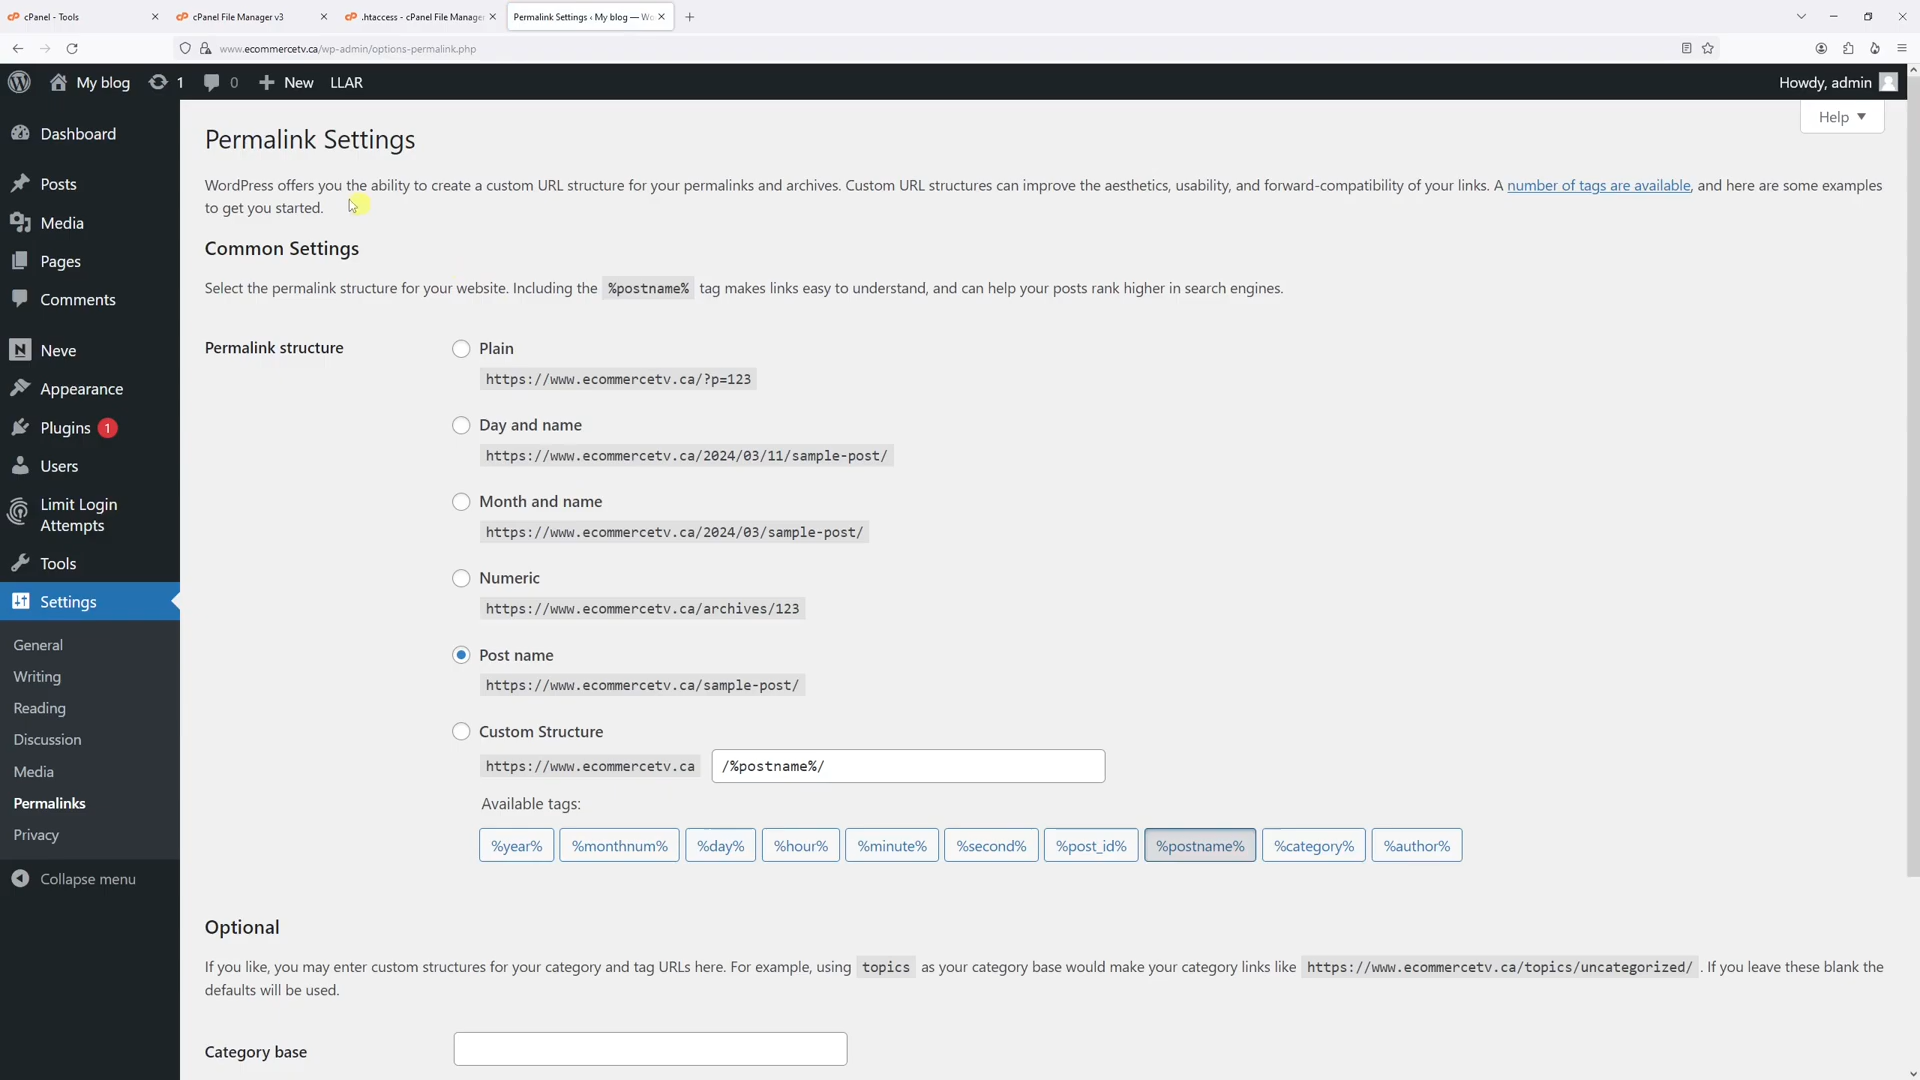 cPanel - Tools
cPanel File Manager v3
.htaccess - cPanel File Manager
Permalink Settings ‹ My blog — Wo
www.ecommercetv.ca/wp-admin/options-permalink.php
My blog
1
0
New
LLAR
Howdy, admin
Help
Dashboard
Posts
Media
Pages
Comments
Neve
Appearance
Plugins 1
Users
Limit Login
Attempts
Tools
Settings
General
Writing
Reading
Discussion
Media
Permalinks
Privacy
Collapse menu
Permalink Settings
WordPress offers you the ability to create a custom URL structure for your permalinks and archives. Custom URL structures can improve the aesthetics, usability, and forward-compatibility of your links. A number of tags are available, and here are some examples
to get you started.
Common Settings
Select the permalink structure for your website. Including the %postname% tag makes links easy to understand, and can help your posts rank higher in search engines.
Permalink structure
Plain
https://www.ecommercetv.ca/?p=123
Day and name
https://www.ecommercetv.ca/2024/03/11/sample-post/
Month and name
https://www.ecommercetv.ca/2024/03/sample-post/
Numeric
https://www.ecommercetv.ca/archives/123
Post name
https://www.ecommercetv.ca/sample-post/
Custom Structure
https://www.ecommercetv.ca /%postname%/
Available tags:
%year% %monthnum% %day% %hour% %minute% %second% %post_id% %postname% %category% %author%
Optional
If you like, you may enter custom structures for your category and tag URLs here. For example, using topics as your category base would make your category links like https://www.ecommercetv.ca/topics/uncategorized/ . If you leave these blank the
defaults will be used.
Category base